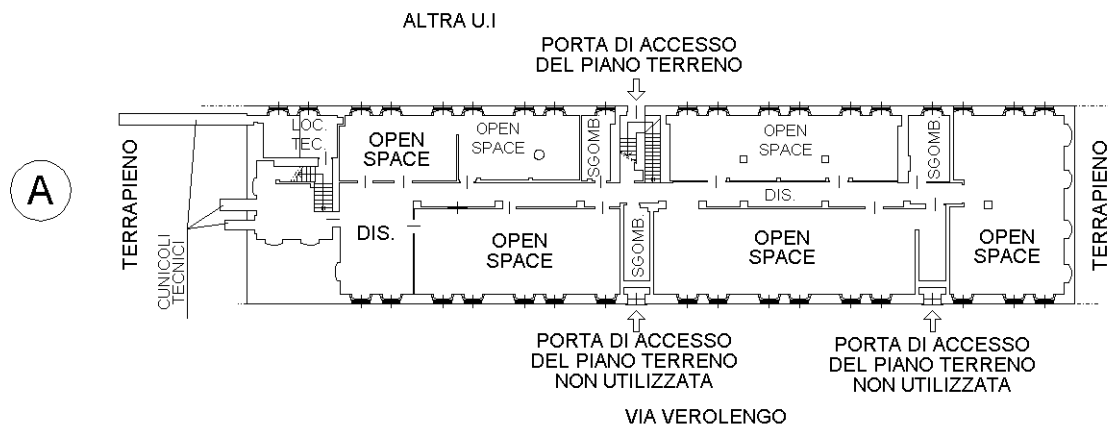 ALTRA U.I
PORTA DI ACCESSO
DEL PIANO TERRENO
LOC.
TEC.
OPEN
SPACE
OPEN
SPACE
SGOMB.
OPEN
SPACE
SGOMB.
A
TERRAPIENO
CUNICOLI
TECNICI
DIS.
OPEN
SPACE
SGOMB.
DIS.
OPEN
SPACE
OPEN
SPACE
TERRAPIENO
PORTA DI ACCESSO
DEL PIANO TERRENO
NON UTILIZZATA
PORTA DI ACCESSO
DEL PIANO TERRENO
NON UTILIZZATA
VIA VEROLENGO